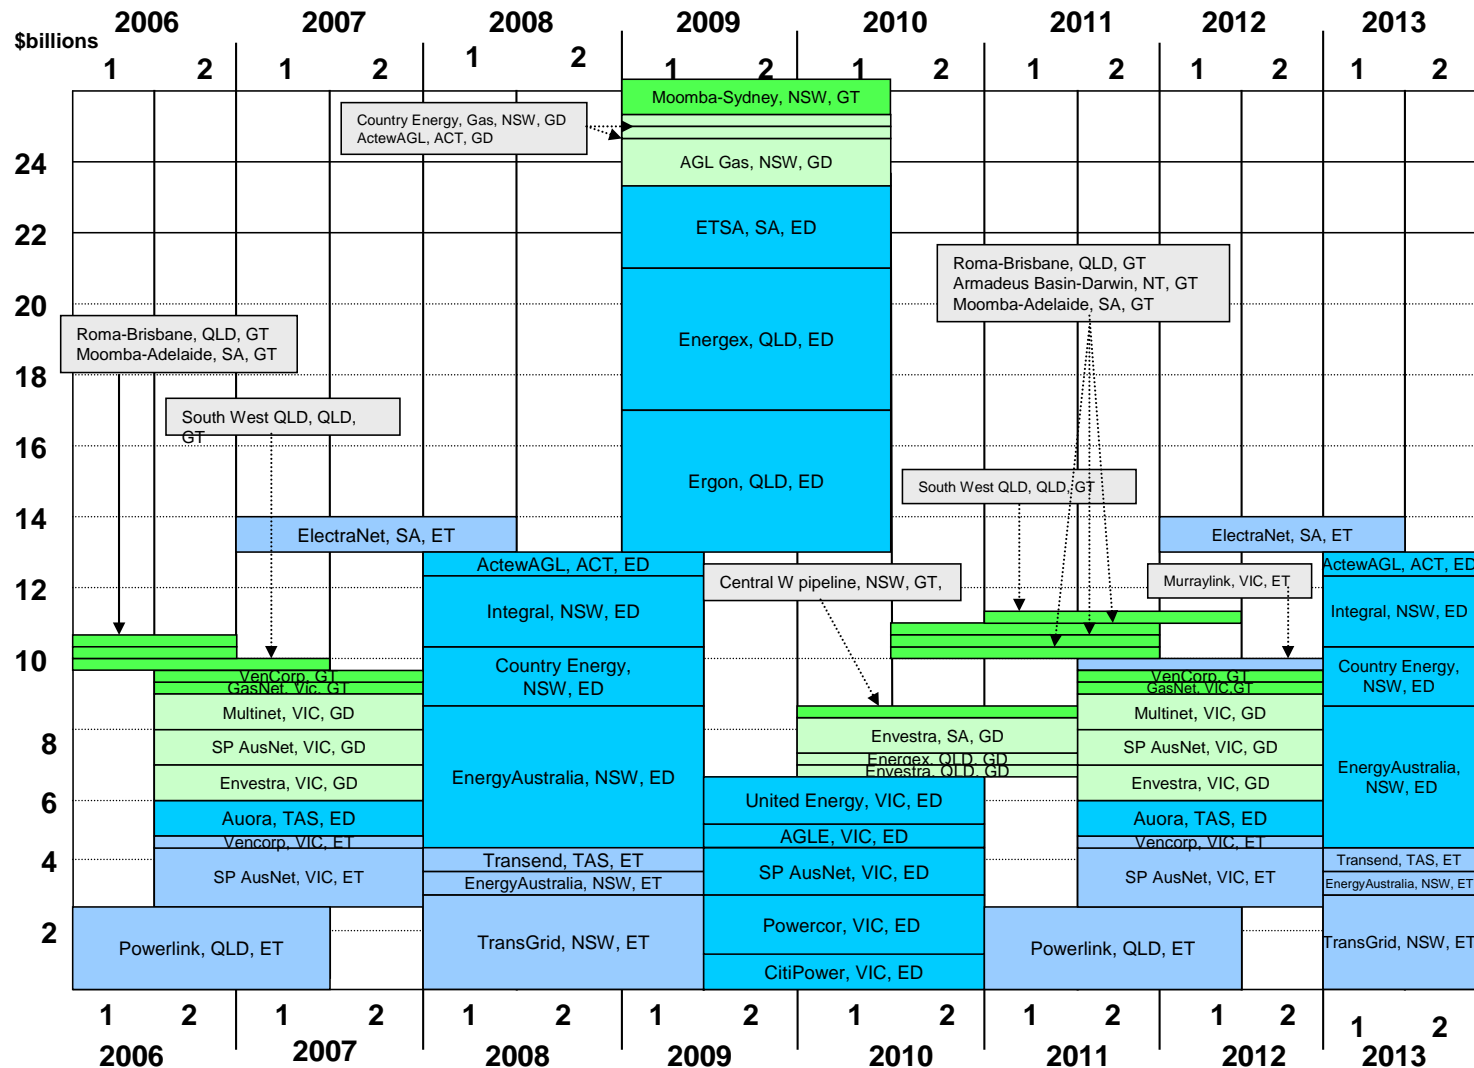 2006 2007 2008 2009 2010 2011 2012 2013
$billions
1 2 1 2 1 2 1 2 1 2 1 2 1 2 1 2
Moomba-Sydney, NSW, GT
Country Energy, Gas, NSW, GD
ActewAGL, ACT, GD
24
AGL Gas, NSW, GD
22
ETSA, SA, ED
Roma-Brisbane, QLD, GT
Armadeus Basin-Darwin, NT, GT
Moomba-Adelaide, SA, GT
20
Roma-Brisbane, QLD, GT
Moomba-Adelaide, SA, GT
Energex, QLD, ED
18
South West QLD, QLD,
GT
16
Ergon, QLD, ED
South West QLD, QLD, GT
14
ElectraNet, SA, ET
ElectraNet, SA, ET
ActewAGL, ACT, ED
ActewAGL, ACT, ED
Central W pipeline, NSW, GT,
Murraylink, VIC, ET
12
Integral, NSW, ED
Integral, NSW, ED
10
Country Energy,
NSW, ED
Country Energy,
NSW, ED
VenCorp, GT
GasNet, Vic, GT
VenCorp, GT
GasNet, VIC,GT
Multinet, VIC, GD
Multinet, VIC, GD
8
SP AusNet, VIC, GD
Envestra, SA, GD
SP AusNet, VIC, GD
Energex, QLD, GD
Envestra, QLD, GD
EnergyAustralia, NSW, ED
EnergyAustralia,
NSW, ED
Envestra, VIC, GD
Envestra, VIC, GD
6
United Energy, VIC, ED
Auora, TAS, ED
Auora, TAS, ED
AGLE, VIC, ED
Vencorp, VIC, ET
Vencorp, VIC, ET
4
Transend, TAS, ET
Transend, TAS, ET
SP AusNet, VIC, ET
SP AusNet, VIC, ED
SP AusNet, VIC, ET
EnergyAustralia, NSW, ET
EnergyAustralia, NSW, ET
2
Powercor, VIC, ED
Powerlink, QLD, ET
TransGrid, NSW, ET
Powerlink, QLD, ET
TransGrid, NSW, ET
CitiPower, VIC, ED
1 2 1 2 1 2 1 2 1 2 1 2 1 2 1 2
2006 2007 2008 2009 2010 2011 2012 2013